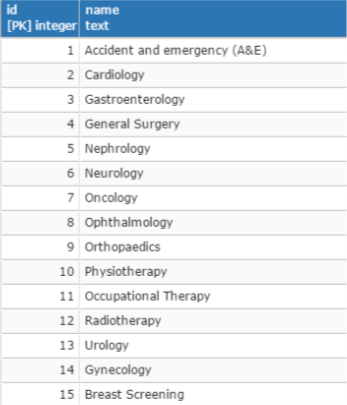 id name
[PK] integer text
1 Accident and emergency (A&E)
2 Cardiology
3 Gastroenterology
4 General Surgery
5 Nephrology
6 Neurology
7 Oncology
8 Ophthalmology
9 Orthopaedics
10 Physiotherapy
11 Occupational Therapy
12 Radiotherapy
13 Urology
14 Gynecology
15 Breast Screening